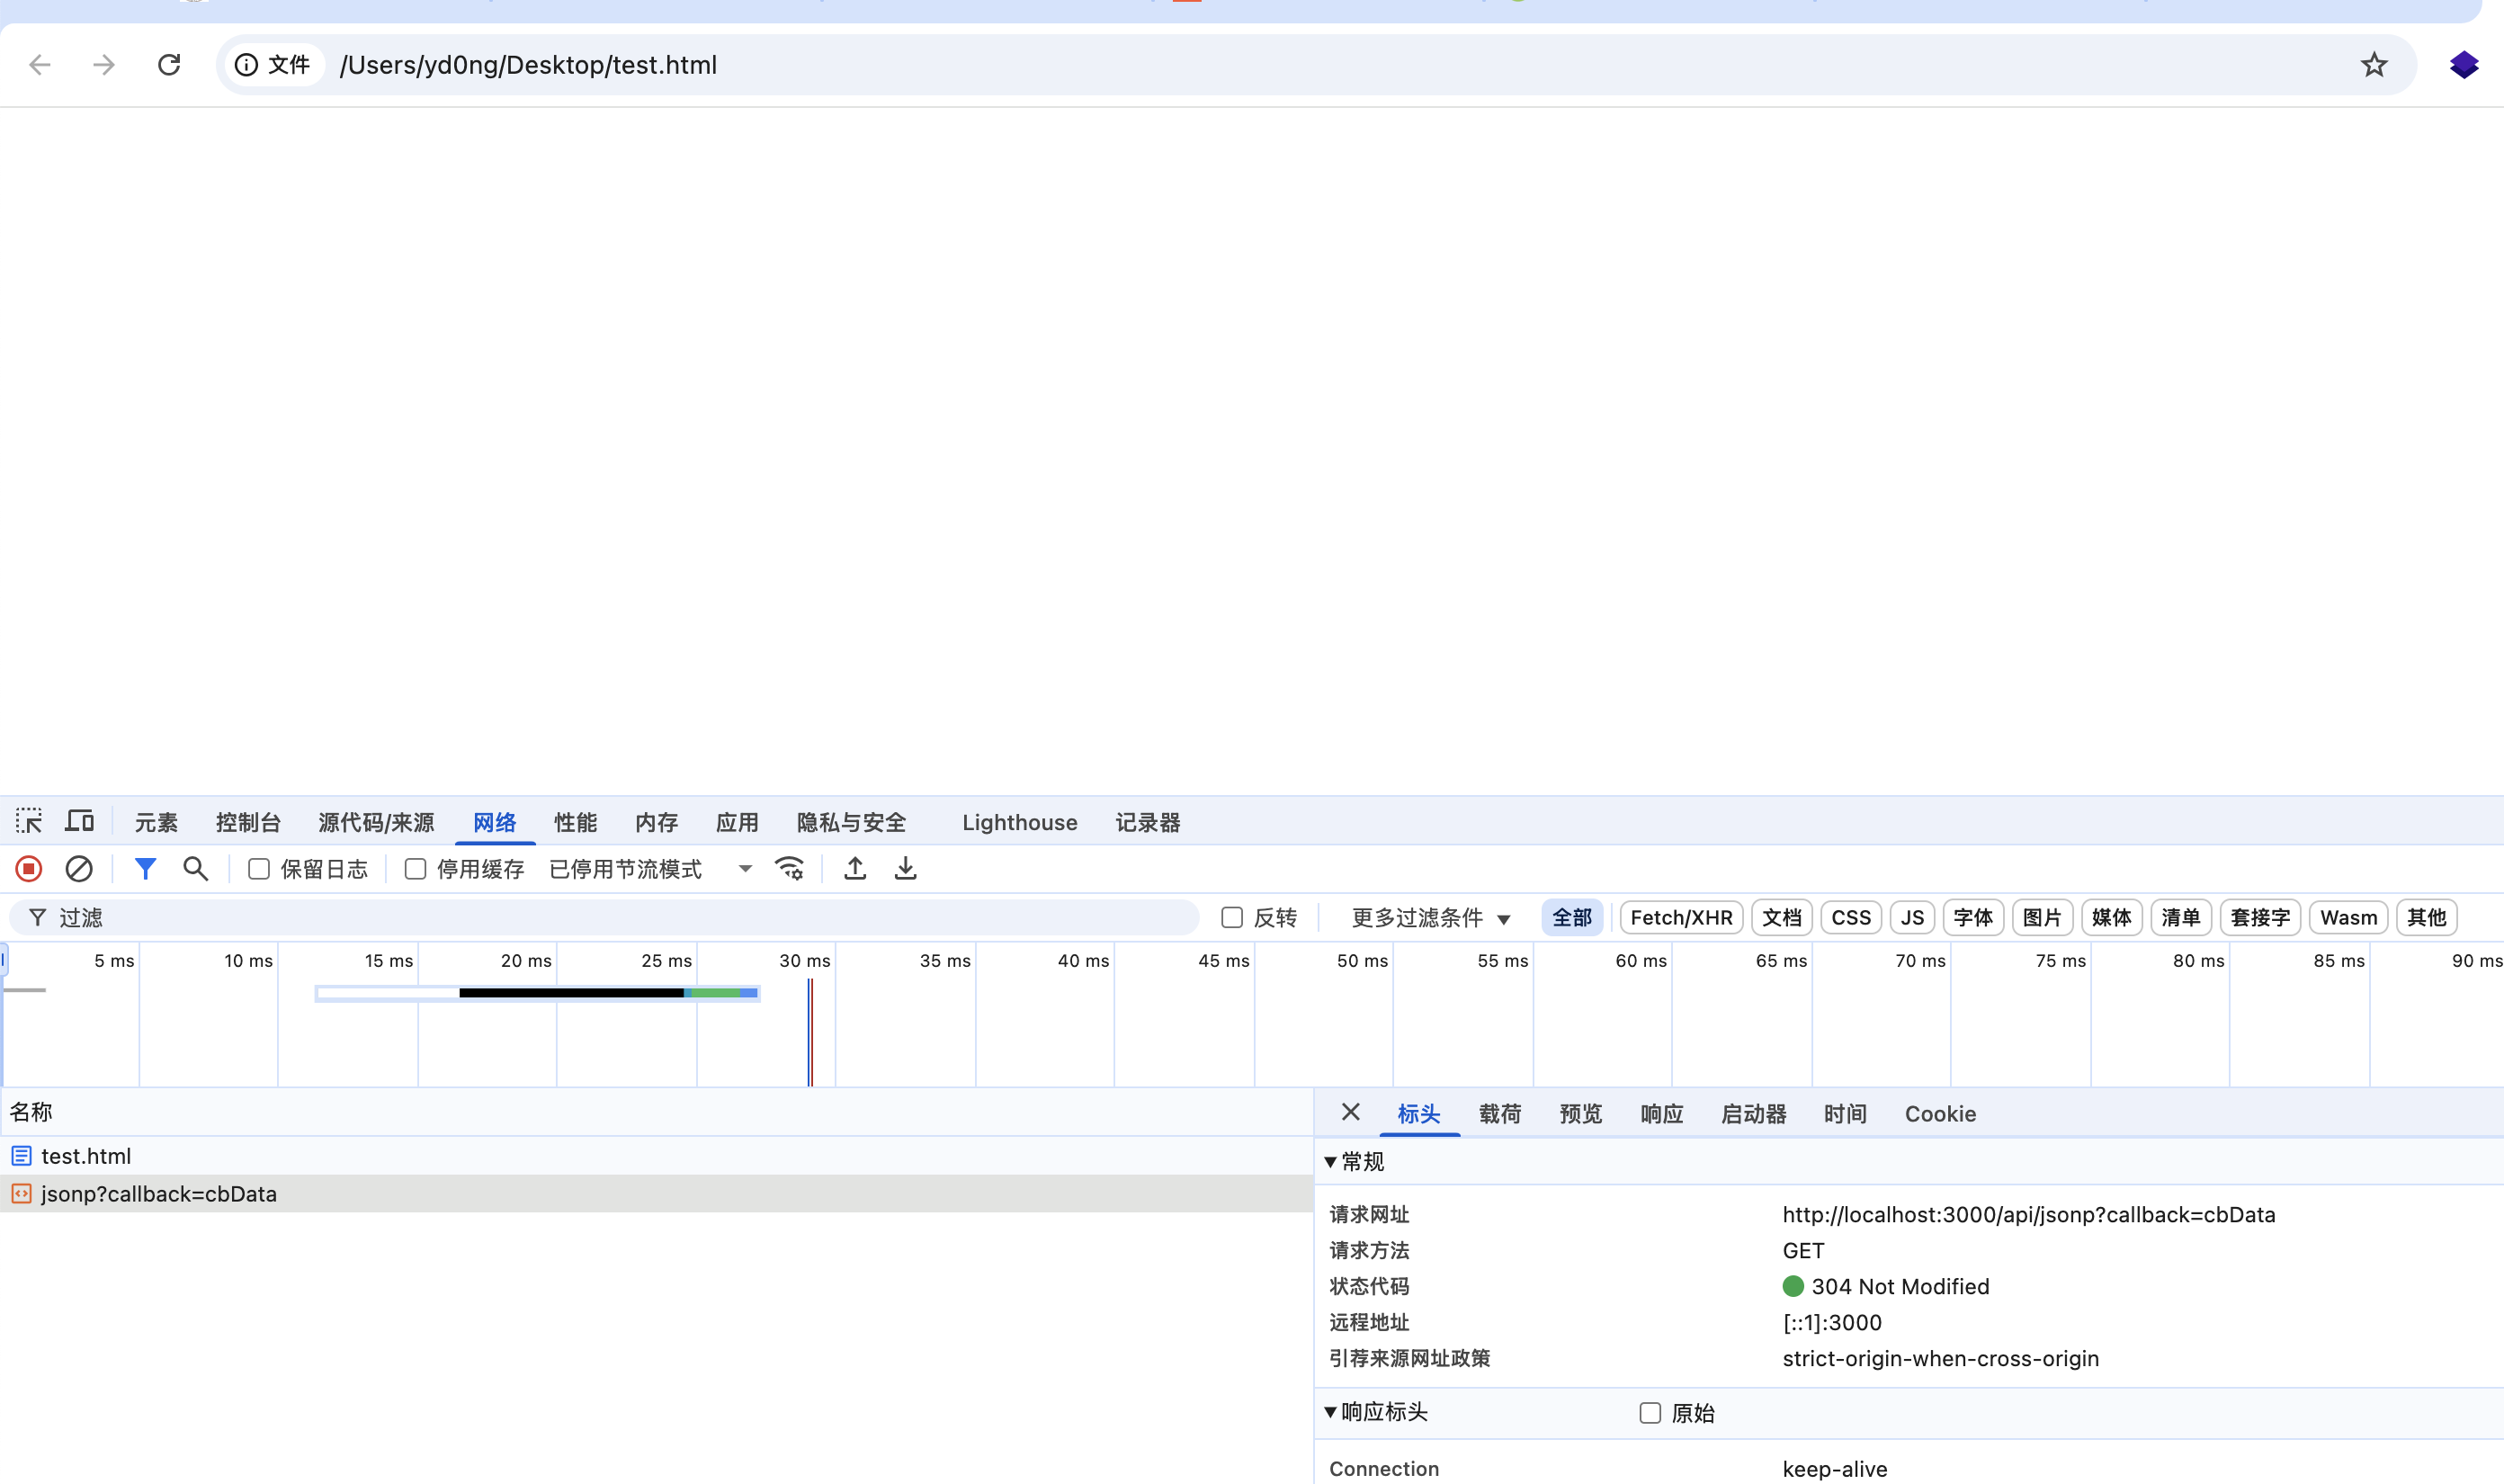 文件 /Users/yd0ng/Desktop/test.html
元素 控制台 源代码/来源 网络 性能 内存 应用 隐私与安全 Lighthouse 记录器
保留日志 停用缓存 已停用节流模式
过滤 反转 更多过滤条件 全部 Fetch/XHR 文档 CSS JS 字体 图片 媒体 清单 套接字 Wasm 其他
5 ms 10 ms 15 ms 20 ms 25 ms 30 ms 35 ms 40 ms 45 ms 50 ms 55 ms 60 ms 65 ms 70 ms 75 ms 80 ms 85 ms 90 ms
名称
test.html
jsonp?callback=cbData
标头 载荷 预览 响应 启动器 时间 Cookie
常规
请求网址 http://localhost:3000/api/jsonp?callback=cbData
请求方法 GET
状态代码 304 Not Modified
远程地址 [::1]:3000
引荐来源网址政策 strict-origin-when-cross-origin
响应标头 原始
Connection keep-alive